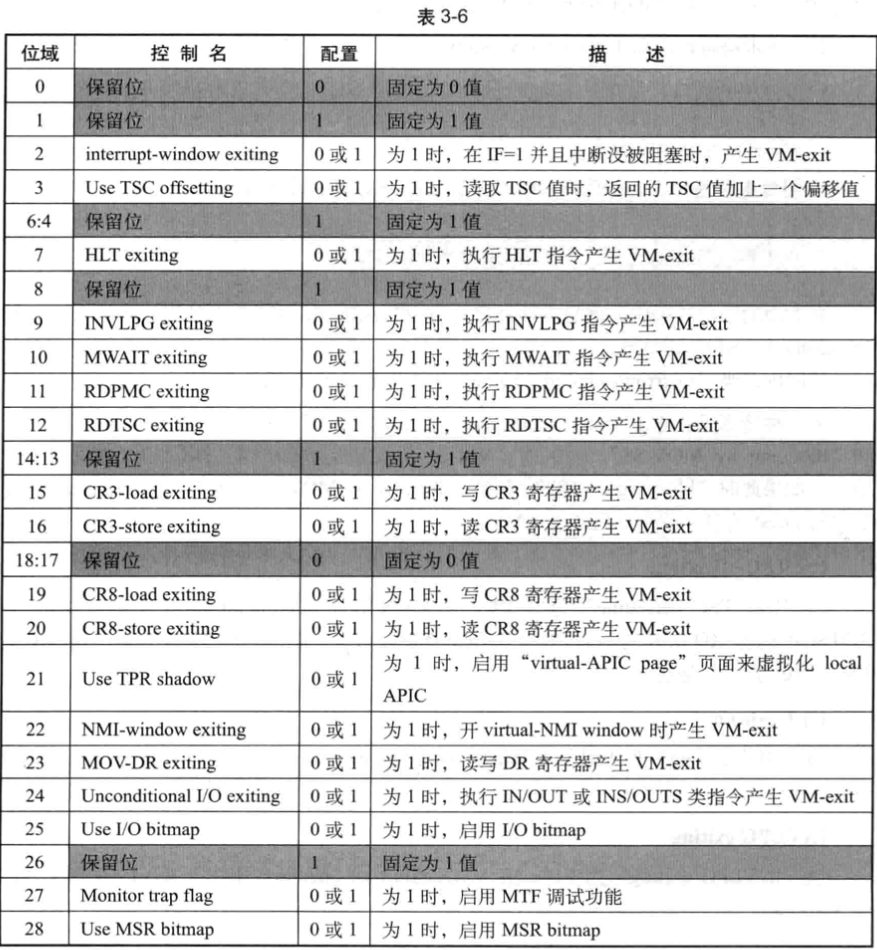 表 3-6
位域 控 制 名 配置 描 述
0 保留位 0 固定为 0 值
1 保留位 1 固定为 1 值
2 interrupt-window exiting 0 或 1 为 1 时，在 IF=1 并且中断没被阻塞时，产生 VM-exit
3 Use TSC offsetting 0 或 1 为 1 时，读取 TSC 值时，返回的 TSC 值加上一个偏移值
6:4 保留位 1 固定为 1 值
7 HLT exiting 0 或 1 为 1 时，执行 HLT 指令产生 VM-exit
8 保留位 1 固定为 1 值
9 INVLPG exiting 0 或 1 为 1 时，执行 INVLPG 指令产生 VM-exit
10 MWAIT exiting 0 或 1 为 1 时，执行 MWAIT 指令产生 VM-exit
11 RDPMC exiting 0 或 1 为 1 时，执行 RDPMC 指令产生 VM-exit
12 RDTSC exiting 0 或 1 为 1 时，执行 RDTSC 指令产生 VM-exit
14:13 保留位 1 固定为 1 值
15 CR3-load exiting 0 或 1 为 1 时，写 CR3 寄存器产生 VM-exit
16 CR3-store exiting 0 或 1 为 1 时，读 CR3 寄存器产生 VM-eixt
18:17 保留位 0 固定为 0 值
19 CR8-load exiting 0 或 1 为 1 时，写 CR8 寄存器产生 VM-exit
20 CR8-store exiting 0 或 1 为 1 时，读 CR8 寄存器产生 VM-exit
21 Use TPR shadow 0 或 1 为 1 时，启用“virtual-APIC page”页面来虚拟化 local
APIC
22 NMI-window exiting 0 或 1 为 1 时，开 virtual-NMI window 时产生 VM-exit
23 MOV-DR exiting 0 或 1 为 1 时，读写 DR 寄存器产生 VM-exit
24 Unconditional I/O exiting 0 或 1 为 1 时，执行 IN/OUT 或 INS/OUTS 类指令产生 VM-exit
25 Use I/O bitmap 0 或 1 为 1 时，启用 I/O bitmap
26 保留位 1 固定为 1 值
27 Monitor trap flag 0 或 1 为 1 时，启用 MTF 调试功能
28 Use MSR bitmap 0 或 1 为 1 时，启用 MSR bitmap